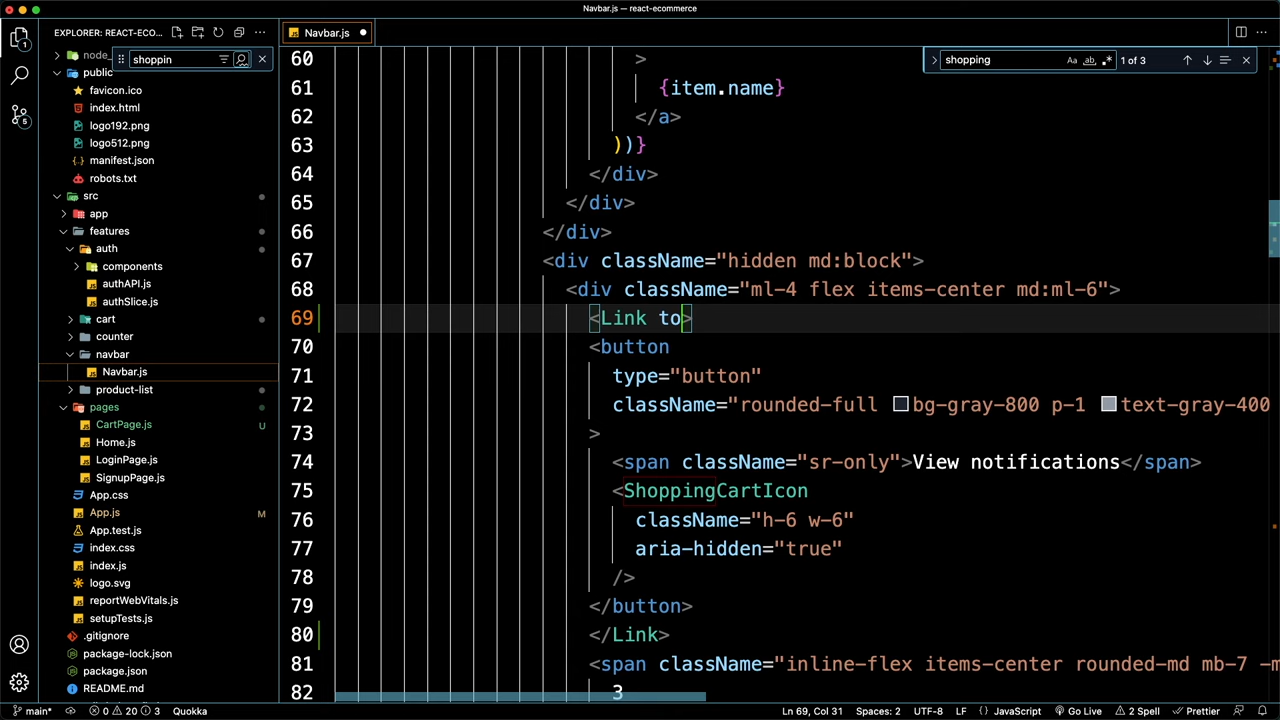 Navbar.js — react-ecommerce
EXPLORER: REACT-ECO...
node_
shoppin
public
favicon.ico
index.html
logo192.png
logo512.png
manifest.json
robots.txt
src
app
features
auth
components
authAPI.js
authSlice.js
cart
counter
navbar
Navbar.js
product-list
pages
CartPage.js U
Home.js
LoginPage.js
SignupPage.js
App.css
App.js M
App.test.js
index.css
index.js
logo.svg
reportWebVitals.js
setupTests.js
.gitignore
package-lock.json
package.json
README.md
1
5
Navbar.js
shopping Aa ab 1 of 3
60 >
61 {item.name}
62 </a>
63 ))}
64 </div>
65 </div>
66 </div>
67 <div className="hidden md:block">
68 <div className="ml-4 flex items-center md:ml-6">
69 <Link to>
70 <button
71 type="button"
72 className="rounded-full bg-gray-800 p-1 text-gray-400
73 >
74 <span className="sr-only">View notifications</span>
75 <ShoppingCartIcon
76 className="h-6 w-6"
77 aria-hidden="true"
78 />
79 </button>
80 </Link>
81 <span className="inline-flex items-center rounded-md mb-7 -m
82 3
main* 0 20 3 Quokka Ln 69, Col 31 Spaces: 2 UTF-8 LF {} JavaScript Go Live 2 Spell Prettier